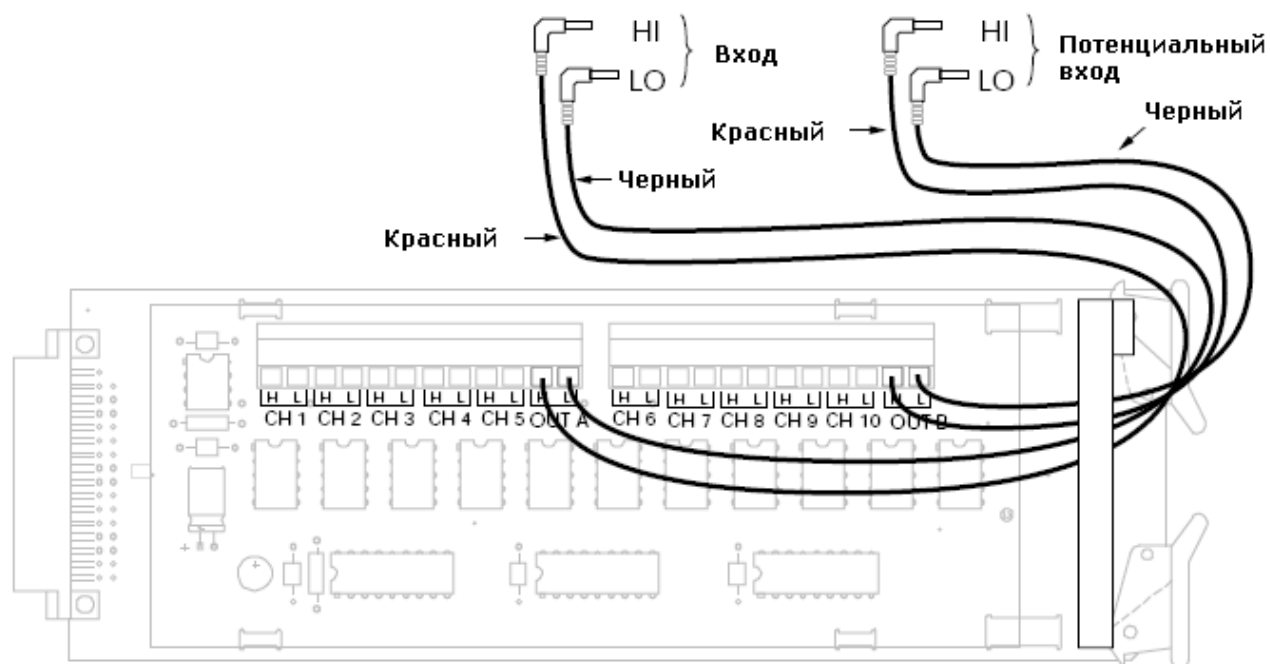 HI
LO
Вход
HI
LO
Потенциальный
вход
Красный
Черный
Черный
Красный
H L H L H L H L H L H L
CH 1 CH 2 CH 3 CH 4 CH 5 OUT A
H L H L H L H L H L H L
CH 6 CH 7 CH 8 CH 9 CH 10 OUT B